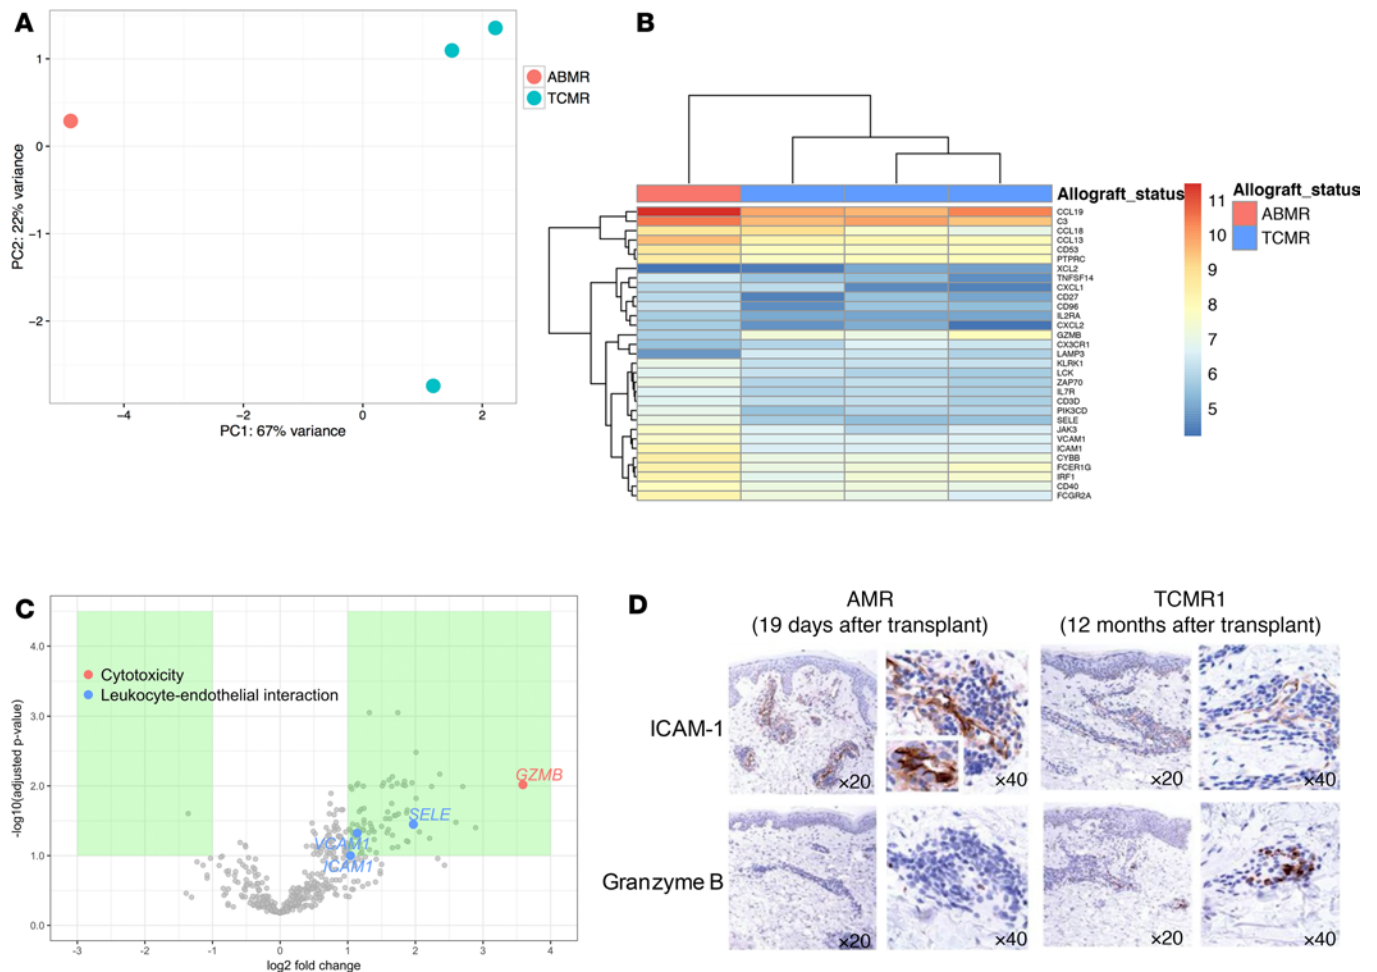 A
1
0
−1
−2
PC2: 22% variance
−4
−2
0
2
PC1: 67% variance
ABMR
TCMR
B
Allograft_status
CCL19
C3
CCL18
CCL13
CD53
PTPRC
XCL2
TNFSF14
CXCL1
CD27
CD96
IL2RA
CXCL2
GZMB
CX3CR1
LAMP3
KLRK1
LCK
ZAP70
IL7R
CD3D
PIK3CD
SELE
JAK3
VCAM1
ICAM1
CYBB
FCER1G
IRF1
CD40
FCGR2A
11
10
9
8
7
6
5
Allograft_status
ABMR
TCMR
C
4.0
3.0
2.0
1.0
0.0
-log10(adjusted p-value)
Cytotoxicity
Leukocyte-endothelial interaction
GZMB
SELE
VCAM1
ICAM1
-3
-2
-1
0
1
2
3
4
log2 fold change
D
AMR
(19 days after transplant)
TCMR1
(12 months after transplant)
ICAM-1
×20
×40
×20
×40
Granzyme B
×20
×40
×20
×40